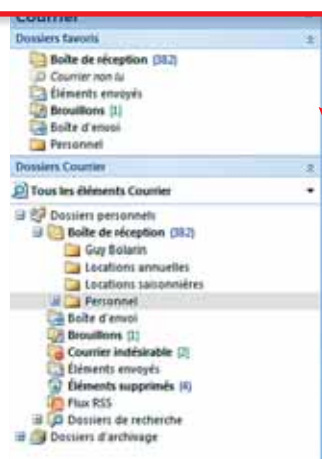 Courrier
Dossiers favoris
Boîte de réception (382)
Courrier non lu
Éléments envoyés
Brouillons [1]
Boîte d'envoi
Personnel
Dossiers Courrier
Tous les éléments Courrier
Dossiers personnels
Boîte de réception (382)
Guy Bolarin
Locations annuelles
Locations saisonnières
Personnel
Boîte d'envoi
Brouillons [1]
Courrier indésirable [2]
Éléments envoyés
Éléments supprimés (4)
Flux RSS
Dossiers de recherche
Dossiers d'archivage